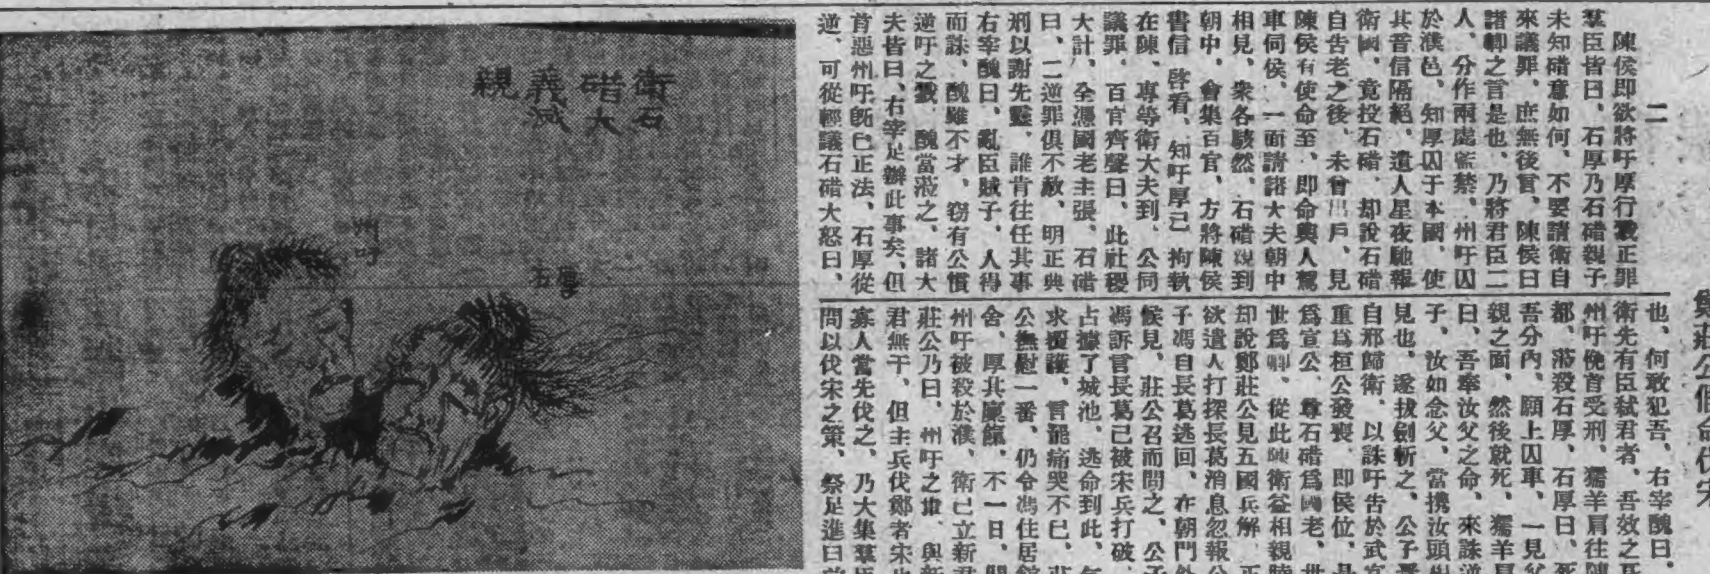 鄭莊公假命伐宋
二
陳侯即欲將吁厚行戮正罪
羣臣皆曰、石厚乃石碏親子
未知碏意如何、不要請衛自
來議罪、庶無後言、陳侯曰
諸卿之言是也、乃將君臣二
人、分作兩處監禁、州吁囚
於濮邑、知厚囚于本國、使
其音信隔絕、遣人星夜馳報
衛國、竟投石碏、却說石碏
自告老之後、未曾出戶、見
陳侯有使命至、即命輿人駕
車伺侯、一面請諸大夫朝中
相見、衆各駭然、石碏親到
朝中、會集百官、方將陳侯
書信啓看、知吁厚己拘執
在陳、專等衛大夫到、公同
議罪、百官齊聲曰、此社稷
大計、全憑國老主張、石碏
曰、二逆罪俱不赦、明正典
刑以謝先靈、誰肯往任其事
右宰醜曰、亂臣賊子、人得
而誅、醜雖不才、窃有公憤
逆吁之戮、醜當涖之、諸大
夫皆曰、右宰足辦此事矣、但
首惡州吁旣已正法、石厚從
逆、可從輕議石碏大怒曰、
也、何敢犯吾、右宰醜曰、
衛先有臣弒君者、吾效之
州吁俛首受刑、獳羊肩往陳
都、涖殺石厚、石厚曰、死
吾分內、願上囚車、一見父
親之面、然後就死、獳羊肩
曰、吾奉汝父之命、來誅逆
子、汝如念父、當携汝頭
見也、遂拔劍斬之、公子晉
自邢歸衛、以誅吁告於武宮
重爲桓公發喪、即侯位、是
爲宣公、尊石碏爲國老、世
世爲卿、從此陳衛益相親睦
却說鄭莊公見五國兵解、正
欲遣人打探長葛消息忽報公
子馮自長葛逃回、在朝門外
候見、莊公召而問之、公子
馮訴言長葛己被宋兵打破、
占據了城池、逃命到此、乞
求覆護、言罷痛哭不已、莊
公撫慰一番、仍令馮住居館
舍、厚其廩餼、不一日、聞
州吁被殺於濮、衛已立新君
莊公乃曰、州吁之事、與新
君無干、但主兵伐鄭者宋也
寡人當先伐之、乃大集羣臣
問以伐宋之策、祭足進曰前
衛石
碏大
義滅
親
州吁
石厚